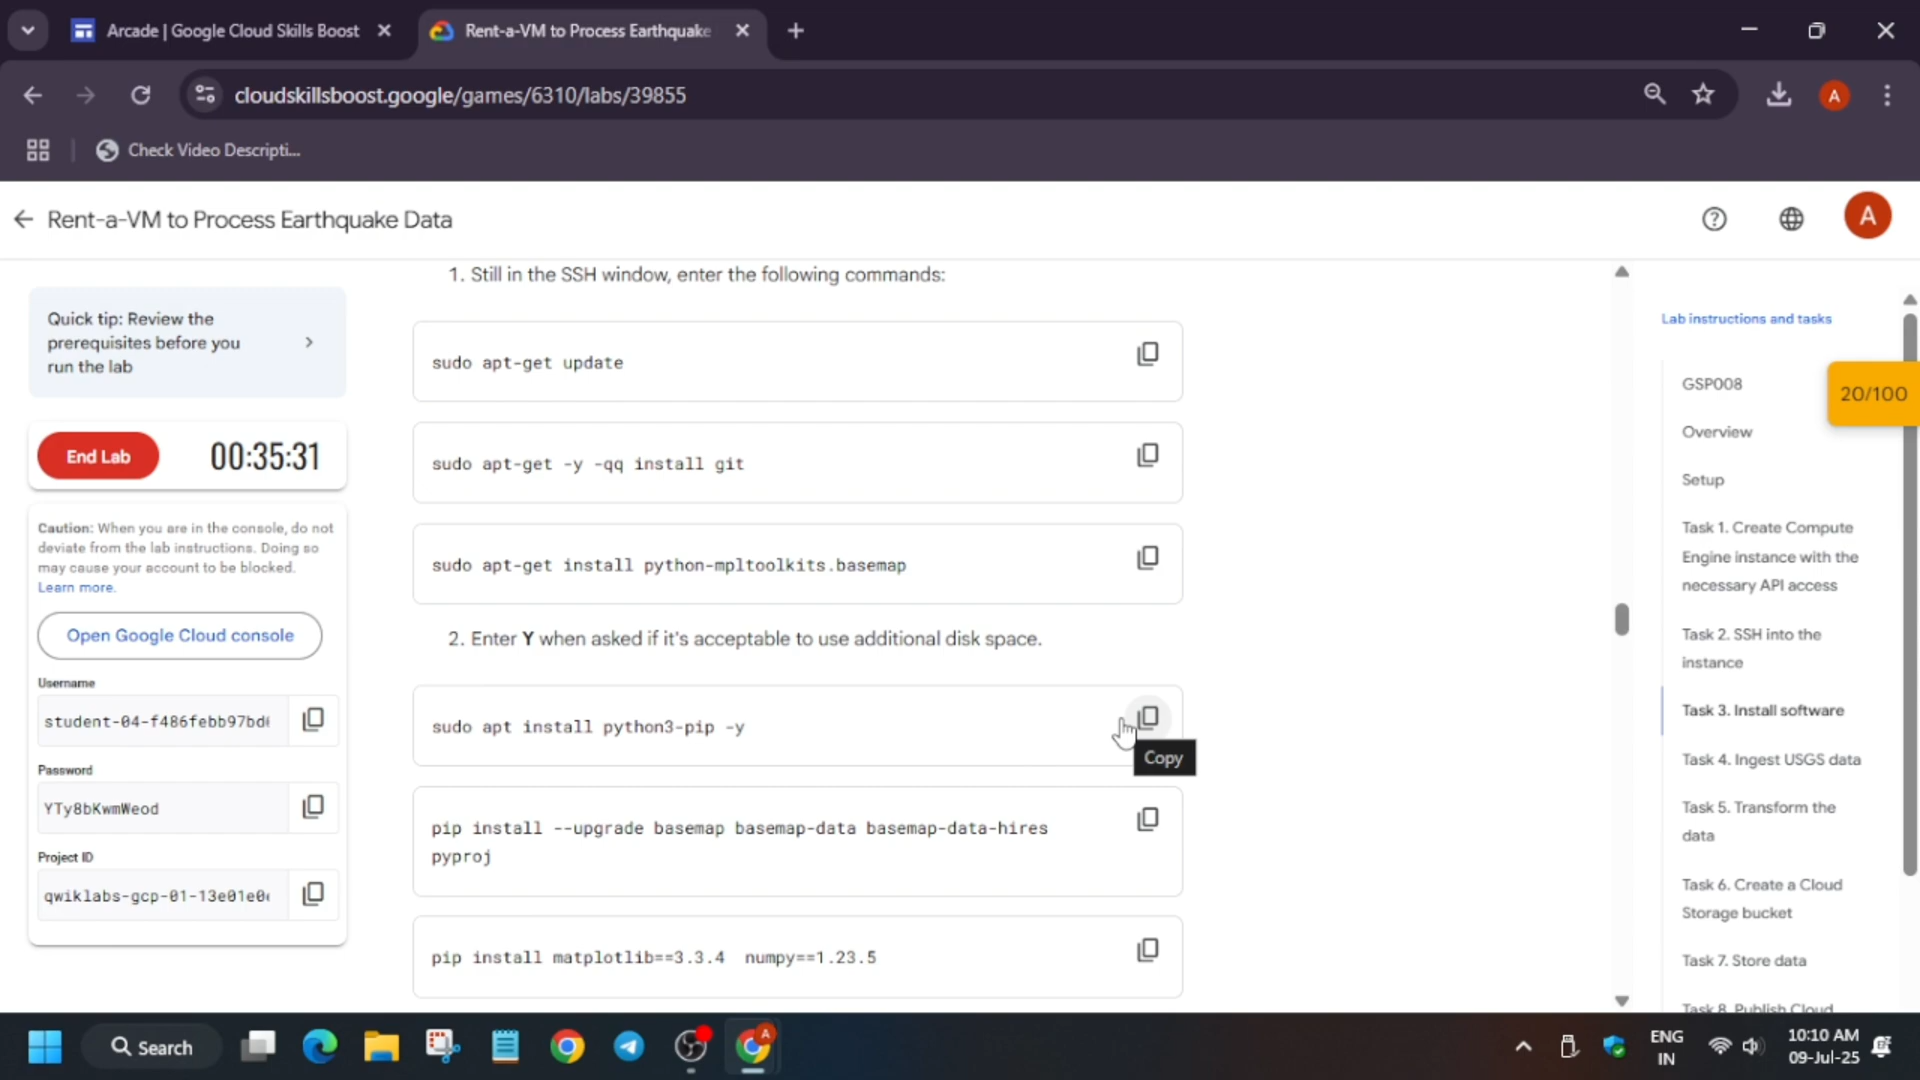 Arcade | Google Cloud Skills Boost
Rent-a-VM to Process Earthquake
cloudskillsboost.google/games/6310/labs/39855
A
Check Video Descripti...
Rent-a-VM to Process Earthquake Data
A
Quick tip: Review the
prerequisites before you
run the lab
End Lab
00:35:31
Caution: When you are in the console, do not
deviate from the lab instructions. Doing so
may cause your account to be blocked.
Learn more.
Open Google Cloud console
Username
student-04-f486febb97bd
Password
YTy8bKwmWeod
Project ID
qwiklabs-gcp-01-13e01e0
1. Still in the SSH window, enter the following commands:
sudo apt-get update
sudo apt-get -y -qq install git
sudo apt-get install python-mpltoolkits.basemap
2. Enter Y when asked if it's acceptable to use additional disk space.
sudo apt install python3-pip -y
Copy
pip install --upgrade basemap basemap-data basemap-data-hires
pyproj
pip install matplotlib==3.3.4 numpy==1.23.5
Lab instructions and tasks
20/100
GSP008
Overview
Setup
Task 1. Create Compute
Engine instance with the
necessary API access
Task 2. SSH into the
instance
Task 3. Install software
Task 4. Ingest USGS data
Task 5. Transform the
data
Task 6. Create a Cloud
Storage bucket
Task 7. Store data
Task 8. Publish Cloud
Search
A
ENG
IN
10:10 AM
09-Jul-25